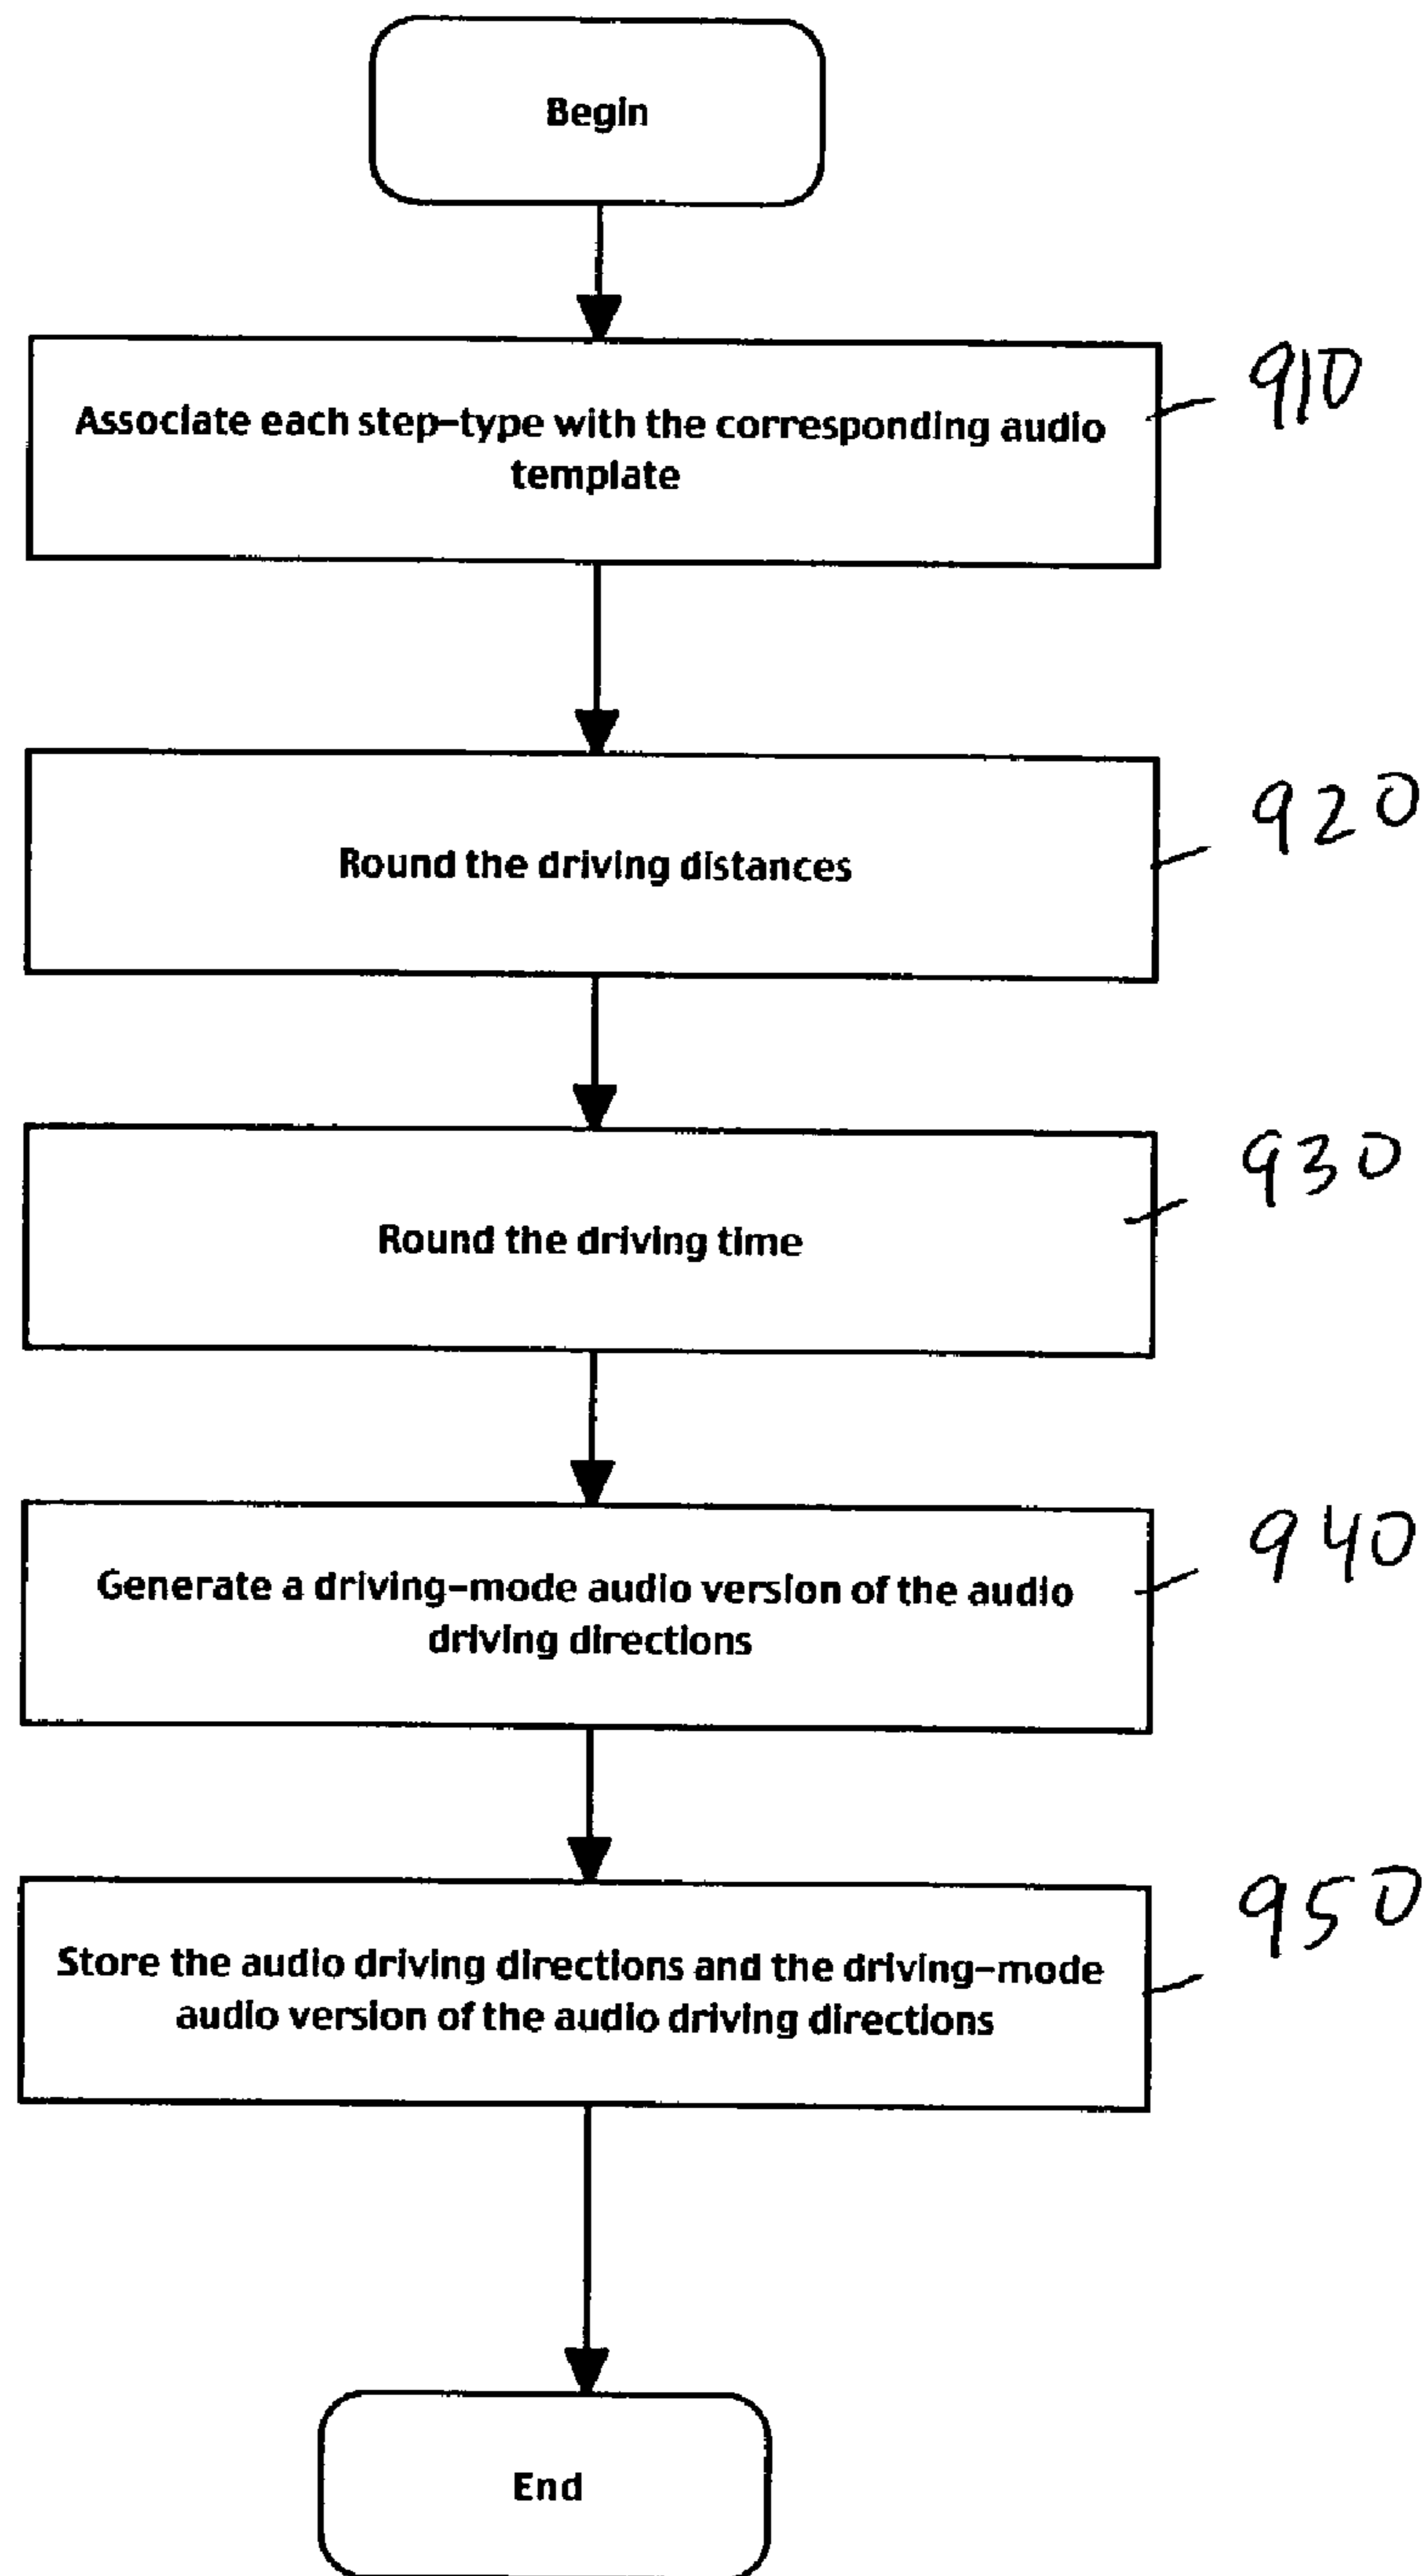 Begin
Associate each step-type with the corresponding audio
template
910
Round the driving distances
920
Round the driving time
930
Generate a driving-mode audio version of the audio
driving directions
940
Store the audio driving directions and the driving-mode
audio version of the audio driving directions
950
End